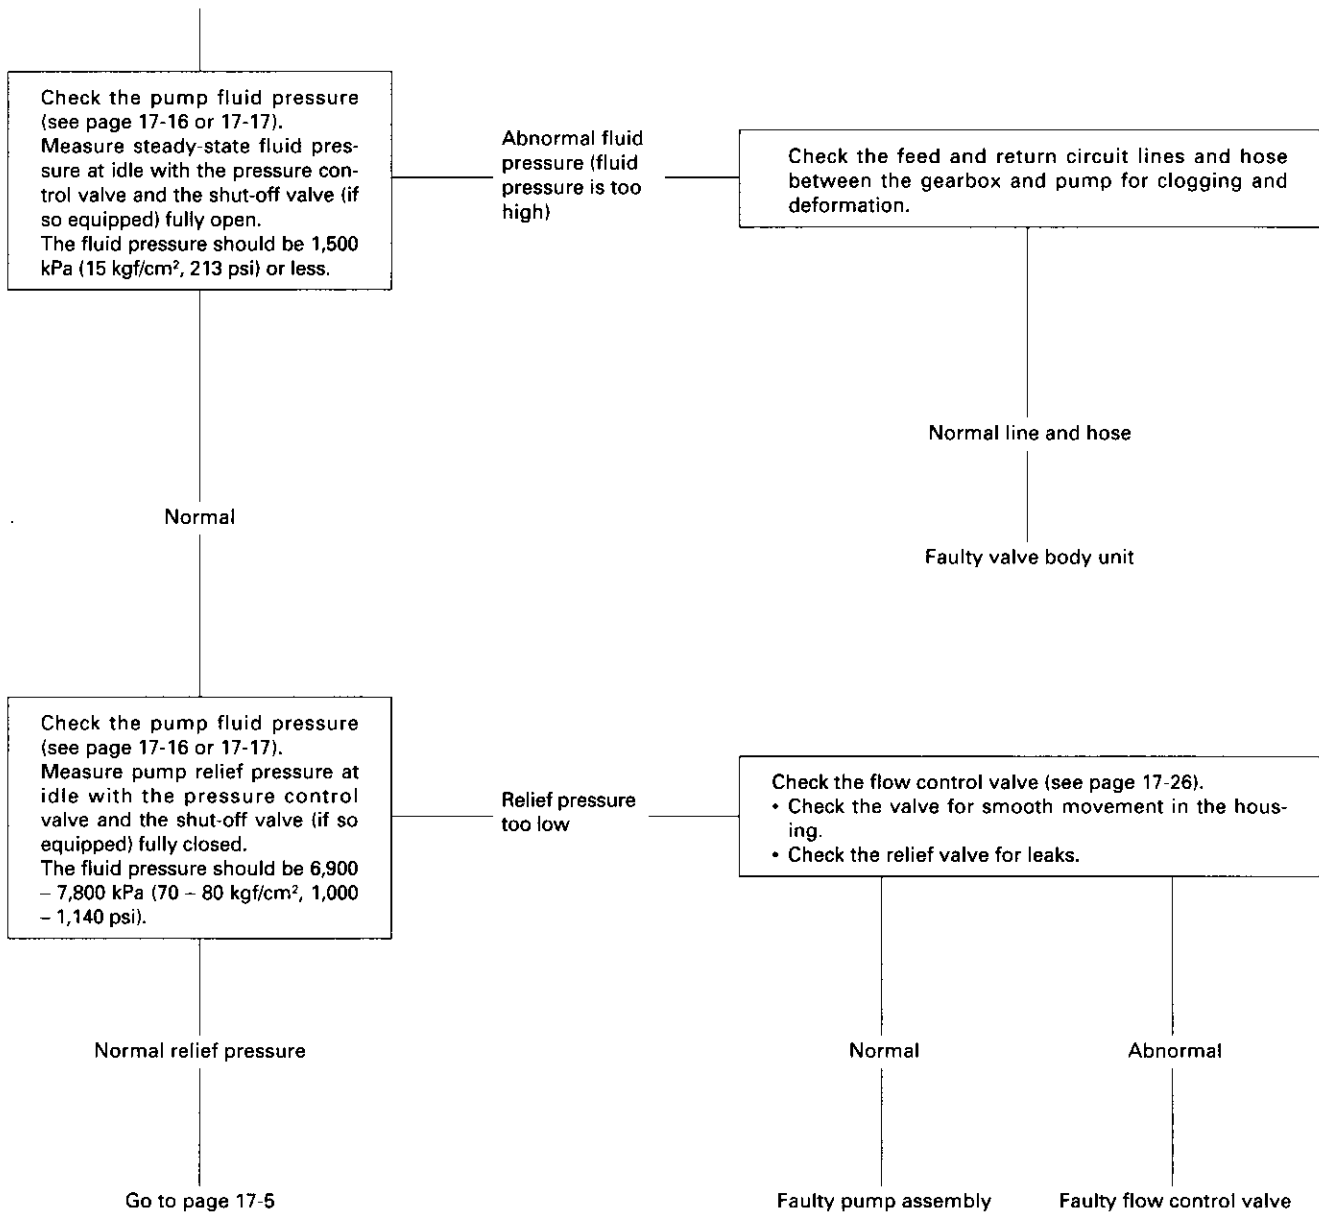 Check the pump fluid pressure
(see page 17-16 or 17-17).
Measure steady-state fluid pres-
sure at idle with the pressure con-
trol valve and the shut-off valve (if
so equipped) fully open.
The fluid pressure should be 1,500
kPa (15 kgf/cm², 213 psi) or less.
Abnormal fluid
pressure (fluid
pressure is too
high)
Check the feed and return circuit lines and hose
between the gearbox and pump for clogging and
deformation.
Normal line and hose
Normal
Faulty valve body unit
Check the pump fluid pressure
(see page 17-16 or 17-17).
Measure pump relief pressure at
idle with the pressure control
valve and the shut-off valve (if so
equipped) fully closed.
The fluid pressure should be 6,900
– 7,800 kPa (70 – 80 kgf/cm², 1,000
– 1,140 psi).
Relief pressure
too low
Check the flow control valve (see page 17-26).
• Check the valve for smooth movement in the hous-
ing.
• Check the relief valve for leaks.
Normal relief pressure
Normal
Abnormal
Go to page 17-5
Faulty pump assembly
Faulty flow control valve